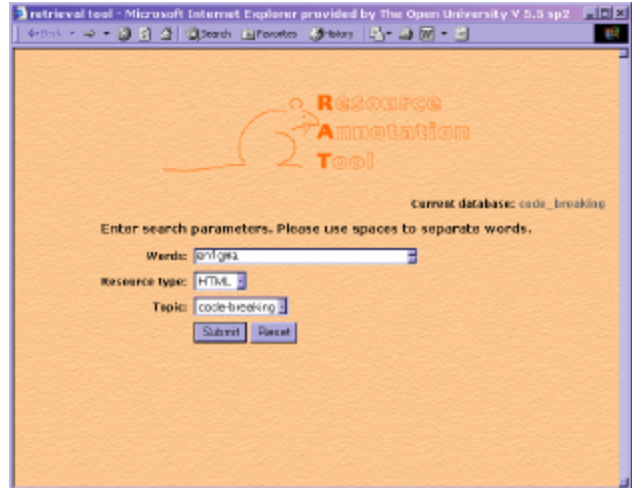 retrieval tool - Microsoft Internet Explorer provided by The Open University V 5.5 sp2
Back Search Favorites History
Resource
Annotation
Tool
Current database: code_breaking
Enter search parameters. Please use spaces to separate words.
Words: enigma
Resource type: HTML
Topic: code-breaking
Submit Reset